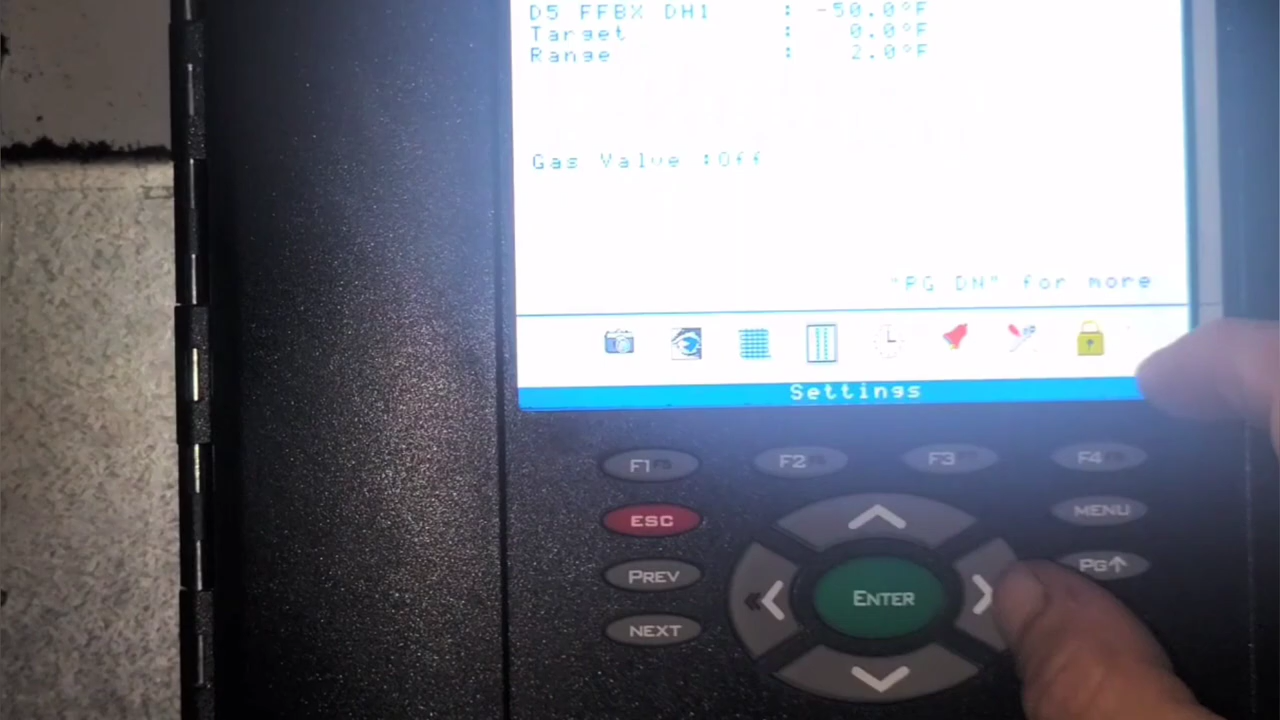 D5 FFBX DH1 : -50.0°F
Target : 0.0°F
Range : 2.0°F
Gas Valve :Off
"PG DN" for more
Settings
F1 F2 F3 F4
ESC MENU
PREV PG↑
ENTER
NEXT